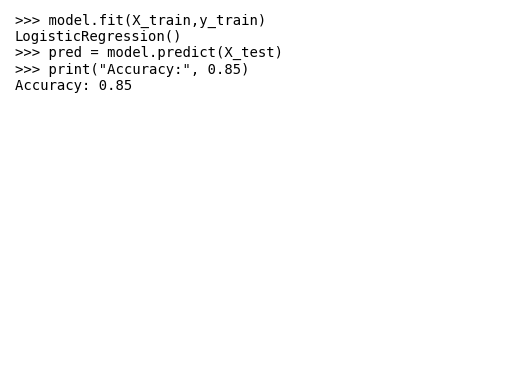 >>> model.fit(X_train,y_train)
LogisticRegression()
>>> pred = model.predict(X_test)
>>> print("Accuracy:", 0.85)
Accuracy: 0.85